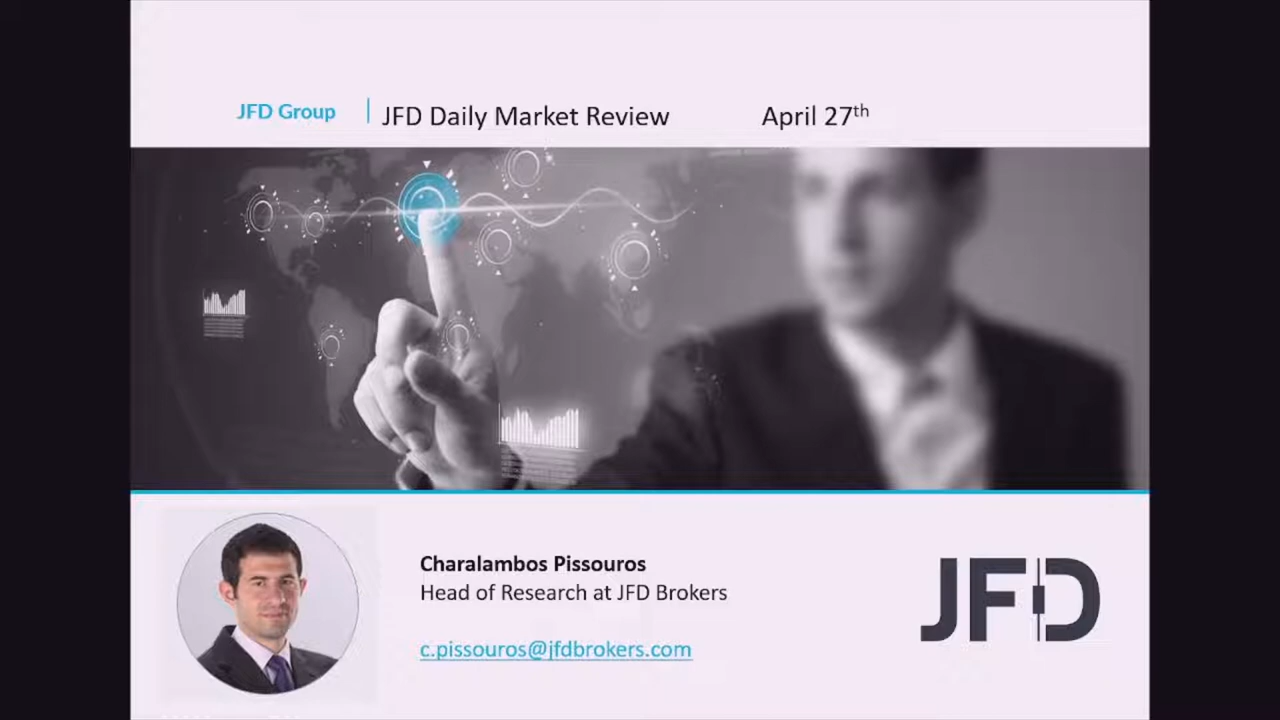 JFD Group
JFD Daily Market Review April 27th
Charalambos Pissouros
Head of Research at JFD Brokers
c.pissouros@jfdbrokers.com
JFD